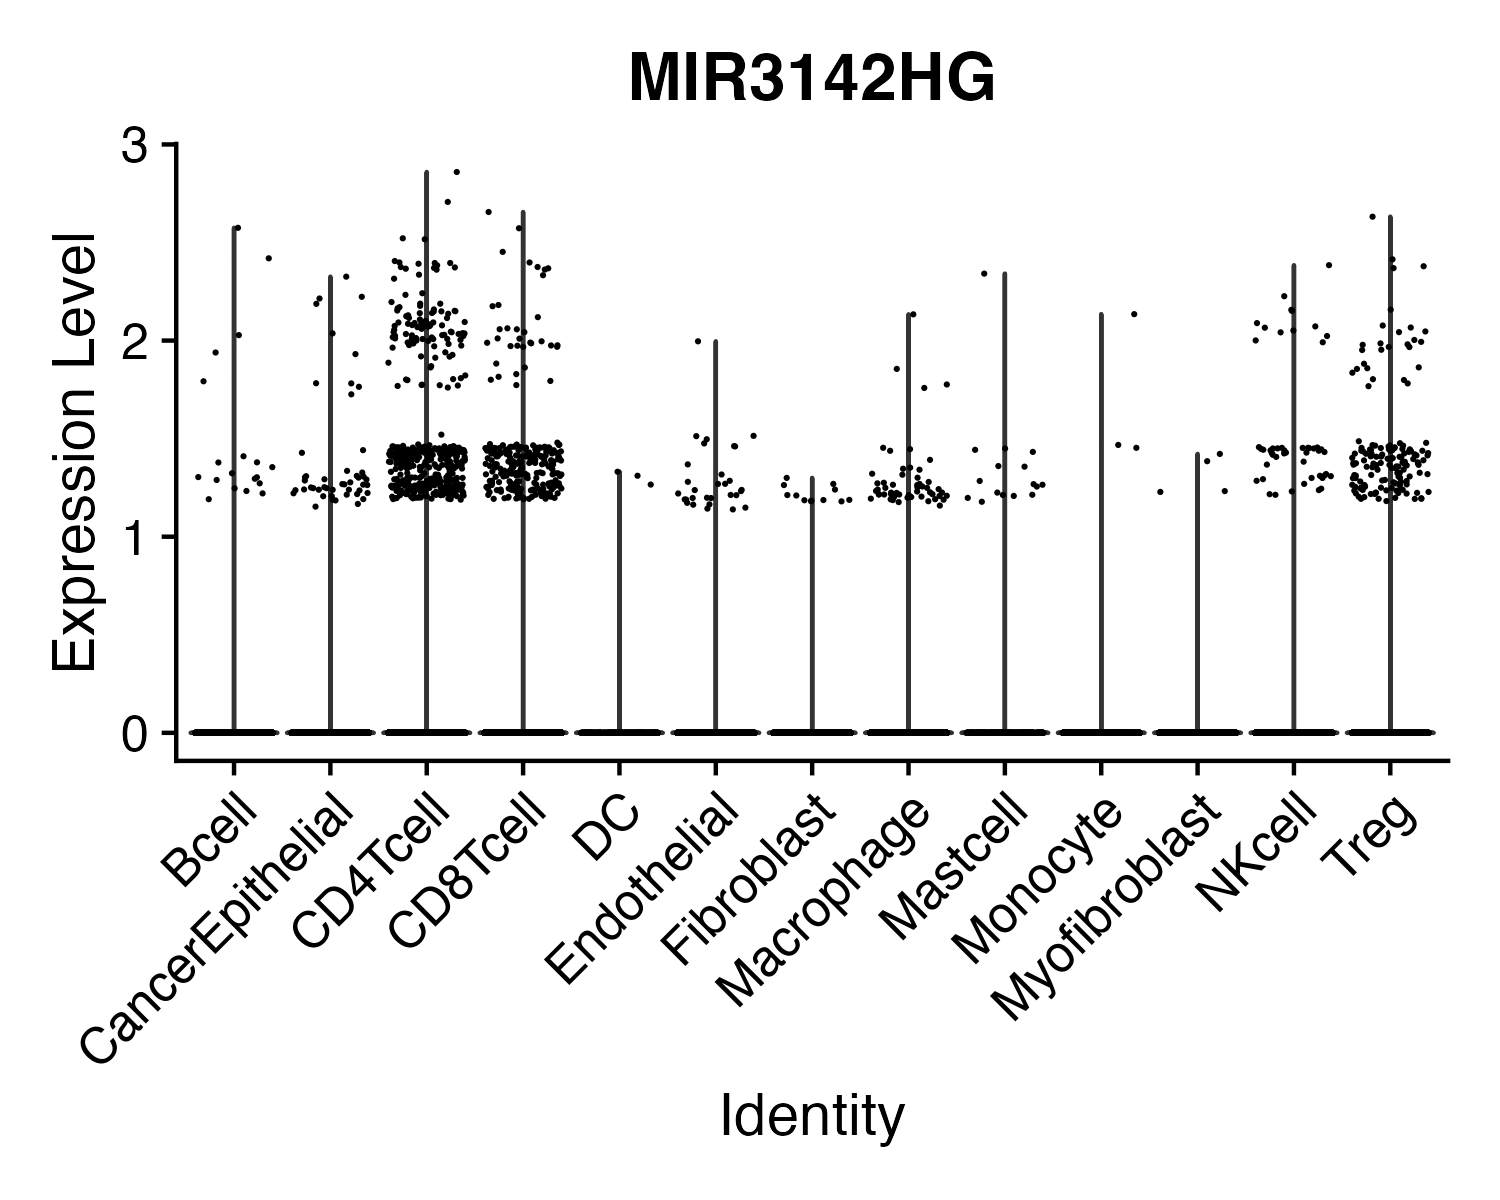 MIR3142HG
Expression Level
3
2
1
0
Bcell
CancerEpithelial
CD4Tcell
CD8Tcell
DC
Endothelial
Fibroblast
Macrophage
Mastcell
Monocyte
Myofibroblast
NKcell
Treg
Identity